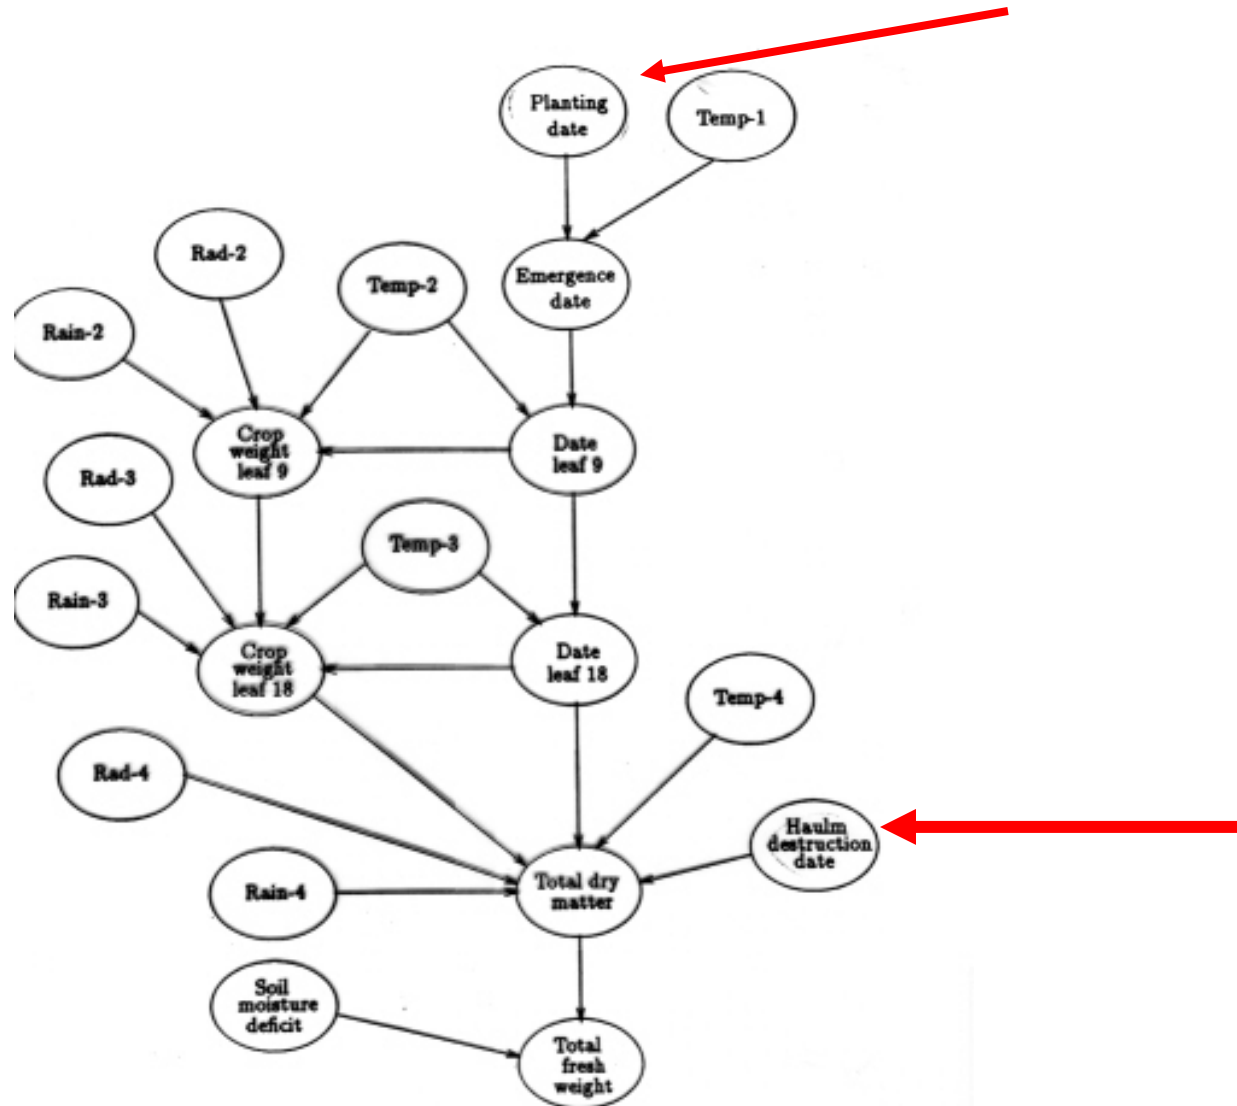 Planting
date
Temp-1
Rad-2
Temp-2
Emergence
date
Rain-2
Crop
weight
leaf 9
Date
leaf 9
Rad-3
Temp-3
Rain-3
Crop
weight
leaf 18
Date
leaf 18
Temp-4
Rad-4
Haulm
destruction
date
Rain-4
Total dry
matter
Soil
moisture
deficit
Total
fresh
weight